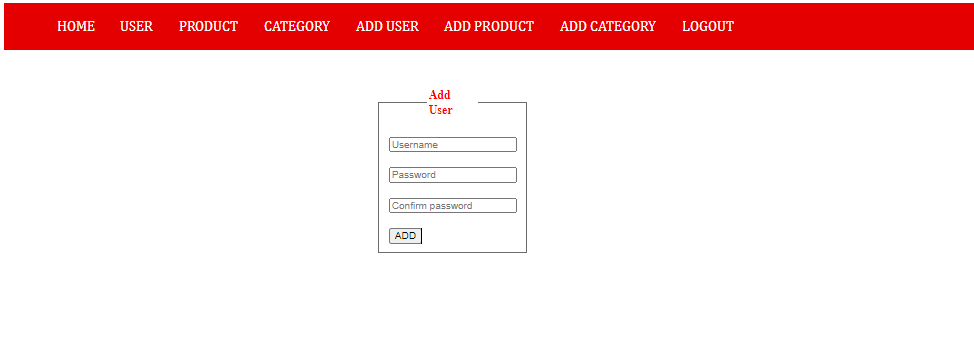 HOME USER PRODUCT CATEGORY ADD USER ADD PRODUCT ADD CATEGORY LOGOUT
Add
User
Username
Password
Confirm password
ADD